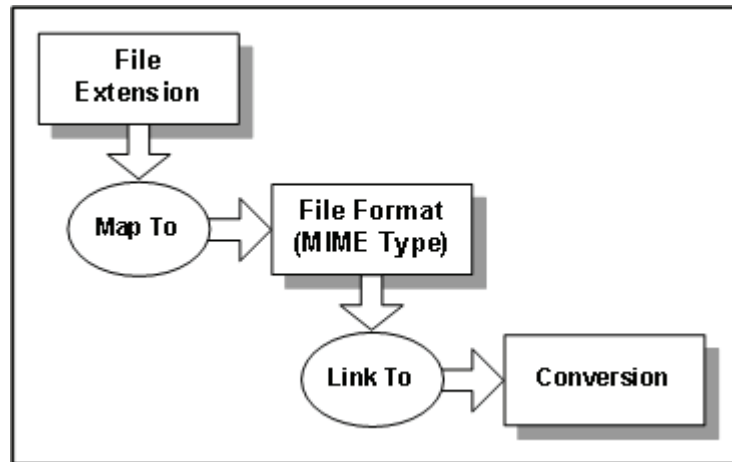 File
Extension
Map To
File Format
(MIME Type)
Link To
Conversion